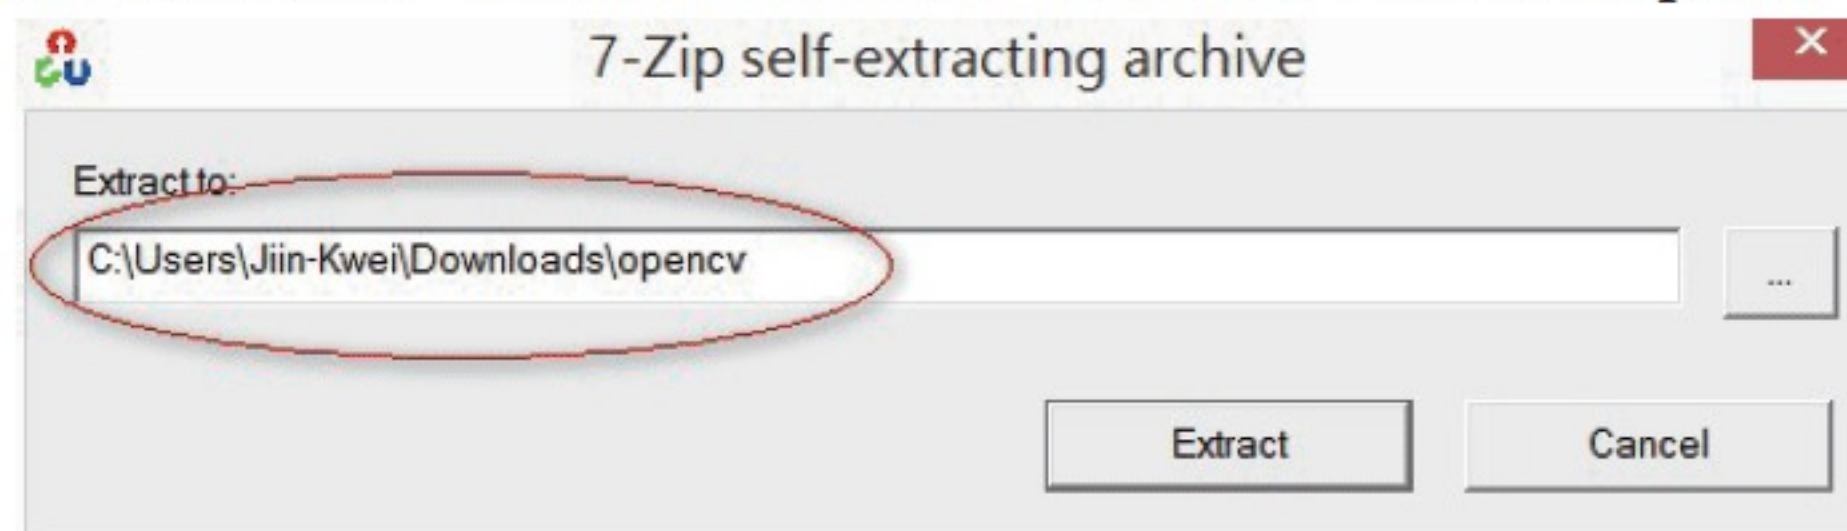 7-Zip self-extracting archive
Extract to:
C:\Users\Jiin-Kwei\Downloads\opencv
...
Extract
Cancel